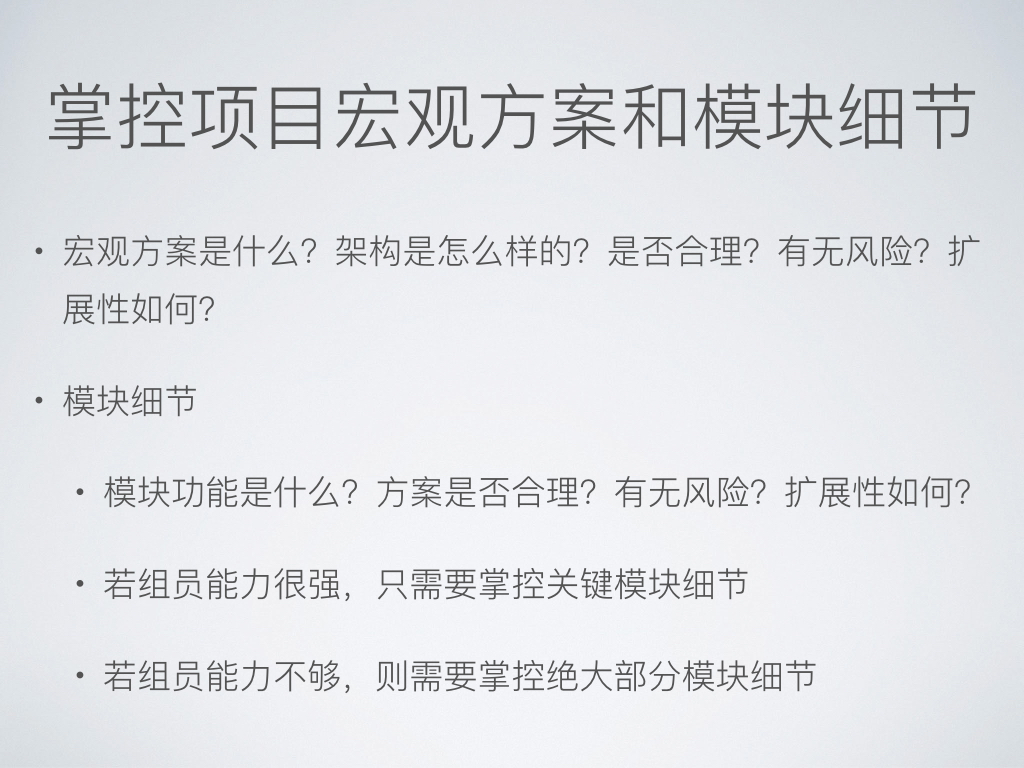 掌控项目宏观方案和模块细节
• 宏观方案是什么？架构是怎么样的？是否合理？有无风险？扩
展性如何？
• 模块细节
• 模块功能是什么？方案是否合理？有无风险？扩展性如何？
• 若组员能力很强，只需要掌控关键模块细节
• 若组员能力不够，则需要掌控绝大部分模块细节